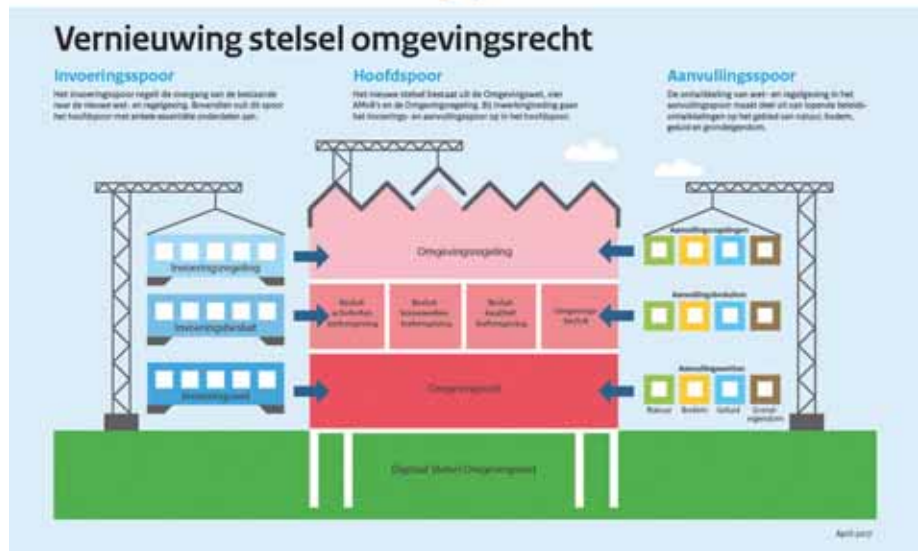 Vernieuwing stelsel omgevingsrecht
Invoeringsspoor
Het invoeringsspoor regelt de overgang van de bestaande
naar de nieuwe wet- en regelgeving. Bovendien vult dit spoor
het hoofdspoor met enkele essentiële onderdelen aan.
Hoofdspoor
Het nieuwe stelsel bestaat uit de Omgevingswet, vier
AMvB's en de Omgevingsregeling. Bij inwerkingtreding gaan
het invoerings- en aanvullingsspoor op in het hoofdspoor.
Aanvullingsspoor
De ontwikkeling van wet- en regelgeving in het
aanvullingsspoor maakt deel uit van lopende beleids-
ontwikkelingen op het gebied van natuur, bodem,
geluid en grondeigendom.
Invoeringsregeling
Omgevingsregeling
Aanvullingsregelingen
Invoeringsbesluit
Besluit
activiteiten
leefomgeving
Besluit
bouwwerken
leefomgeving
Besluit
kwaliteit
leefomgeving
Omgevings-
besluit
Aanvullingsbesluiten
Invoeringswet
Omgevingswet
Aanvullingswetten
Natuur
Bodem
Geluid
Grond-
eigendom
Digitaal Stelsel Omgevingswet
April 2017